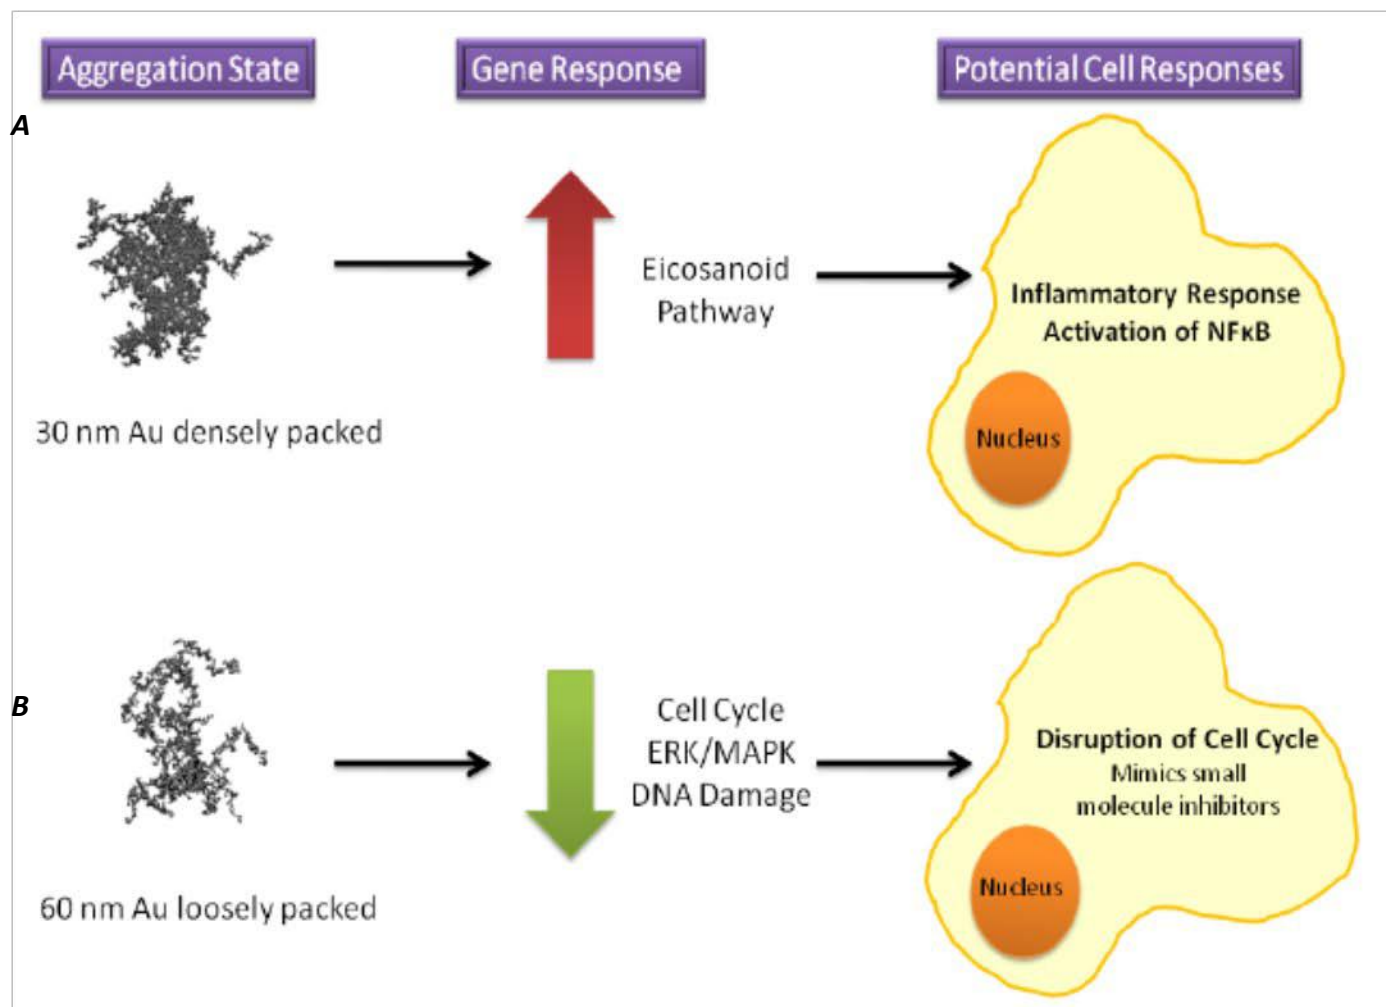 Aggregation State
Gene Response
Potential Cell Responses
A
Eicosanoid
Pathway
Inflammatory Response
Activation of NFκB
Nucleus
30 nm Au densely packed
B
Cell Cycle
ERK/MAPK
DNA Damage
Disruption of Cell Cycle
Mimics small
molecule inhibitors
Nucleus
60 nm Au loosely packed